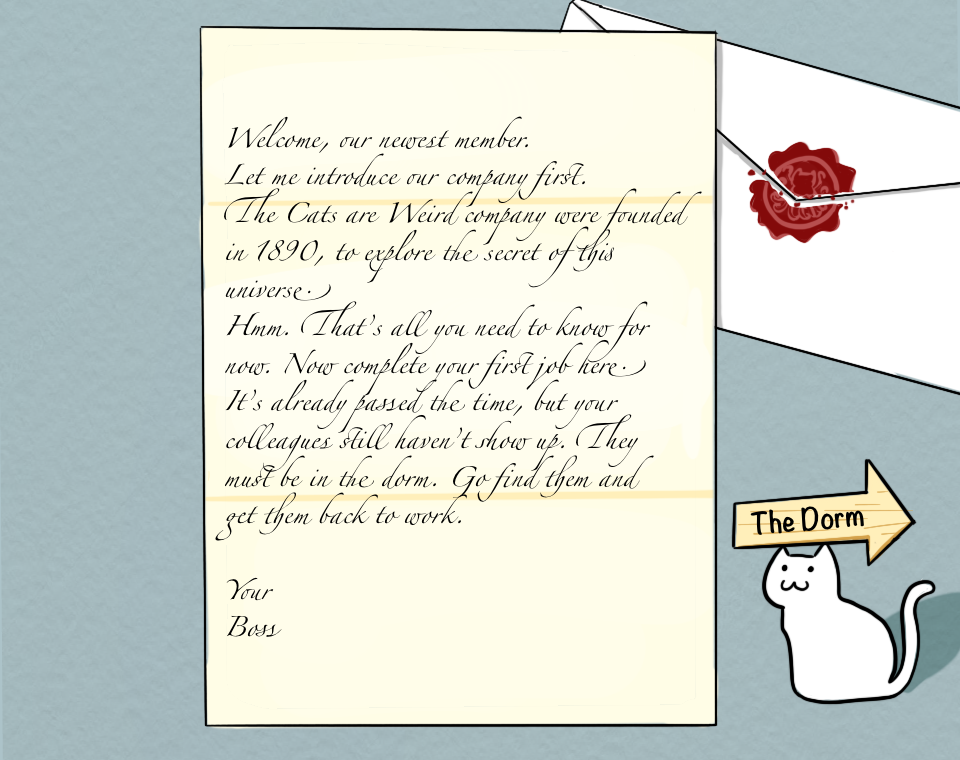 Welcome, our newest member.
Let me introduce our company first.
The Cats are Weird company were founded
in 1890, to explore the secret of this
universe.
Hmm. That's all you need to know for
now. Now complete your first job here.
It's already passed the time, but your
colleagues still haven't show up. They
must be in the dorm. Go find them and
get them back to work.
Your
Boss
The Dorm